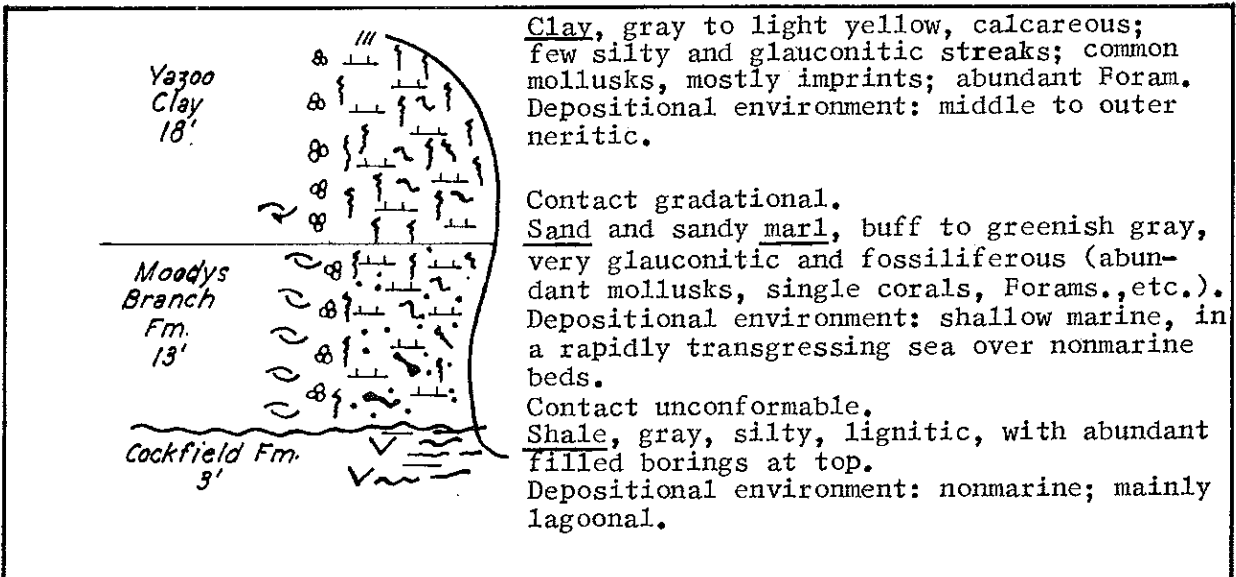 Yazoo
Clay
18'
Moodys
Branch
Fm.
13'
Cockfield Fm.
3'
Clay, gray to light yellow, calcareous;
few silty and glauconitic streaks; common
mollusks, mostly imprints; abundant Foram.
Depositional environment: middle to outer
neritic.
Contact gradational.
Sand and sandy marl, buff to greenish gray,
very glauconitic and fossiliferous (abun-
dant mollusks, single corals, Forams.,etc.).
Depositional environment: shallow marine, in
a rapidly transgressing sea over nonmarine
beds.
Contact unconformable.
Shale, gray, silty, lignitic, with abundant
filled borings at top.
Depositional environment: nonmarine; mainly
lagoonal.